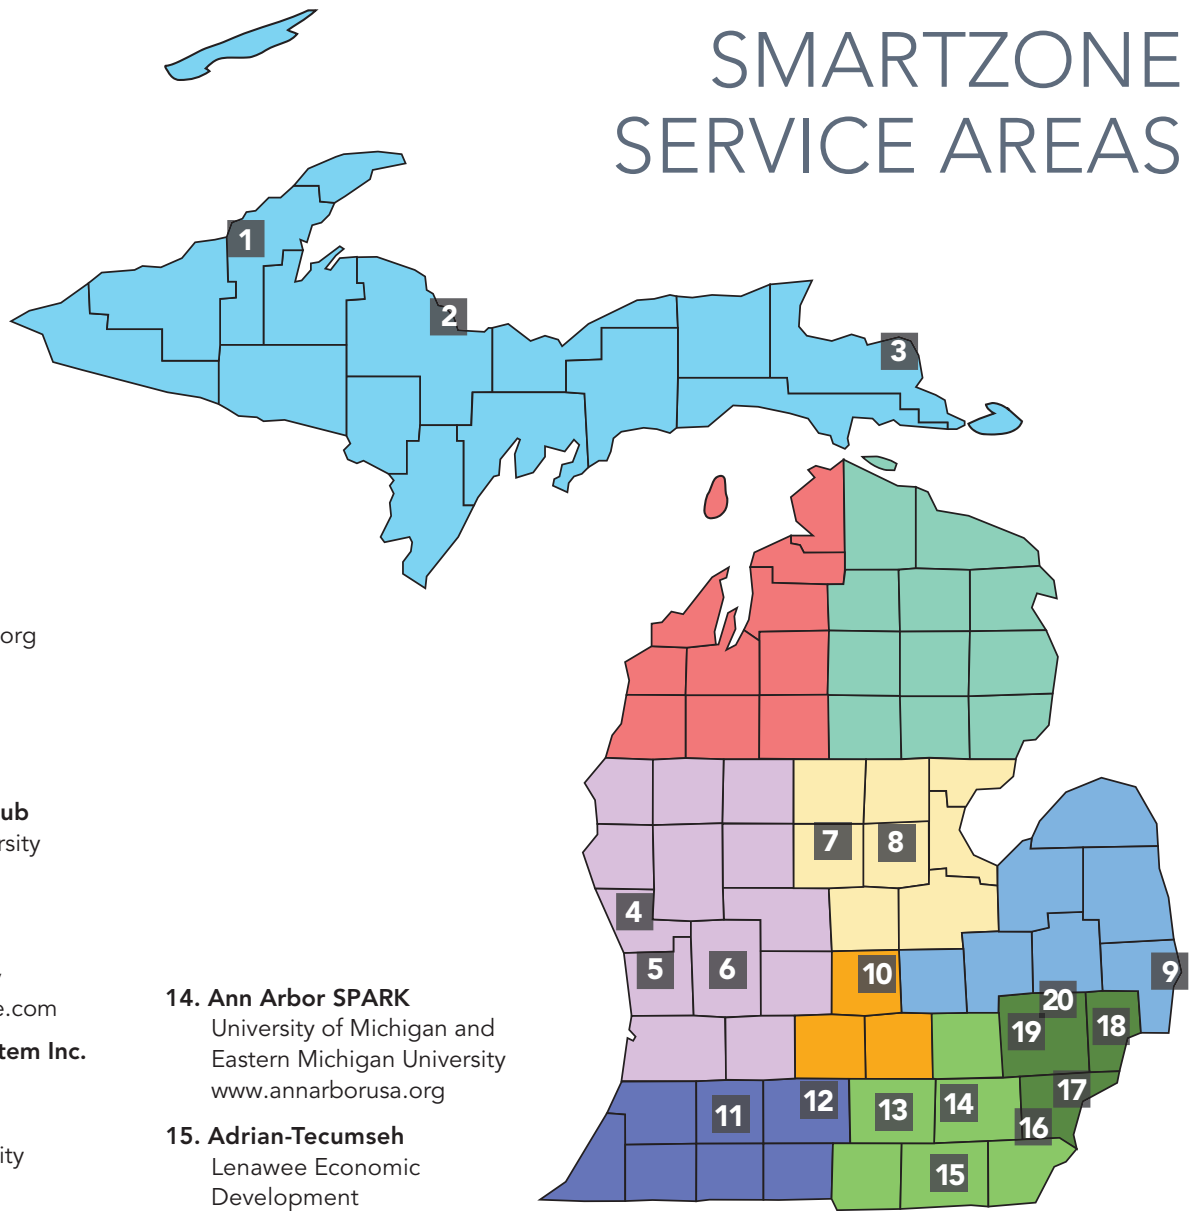 SMARTZONE
SERVICE AREAS
1
2
3
org
ub
rsity
e.com
tem Inc.
ity
14. Ann Arbor SPARK
University of Michigan and
Eastern Michigan University
www.annarborusa.org
15. Adrian-Tecumseh
Lenawee Economic
Development
7
8
4
5
6
10
9
20
19
18
17
11
12
13
14
16
15